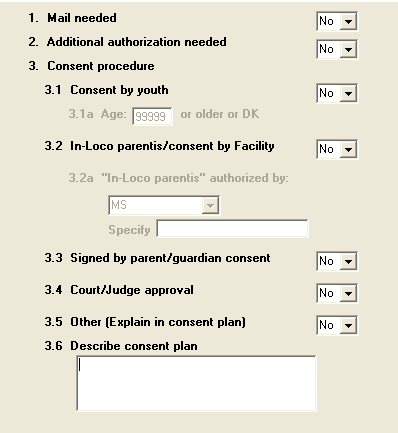 1. Mail needed No
2. Additional authorization needed No
3. Consent procedure
3.1 Consent by youth No
3.1a Age: 99999 or older or DK
3.2 In-Loco parentis/consent by Facility No
3.2a "In-Loco parentis" authorized by:
MS
Specify
3.3 Signed by parent/guardian consent No
3.4 Court/Judge approval No
3.5 Other (Explain in consent plan) No
3.6 Describe consent plan